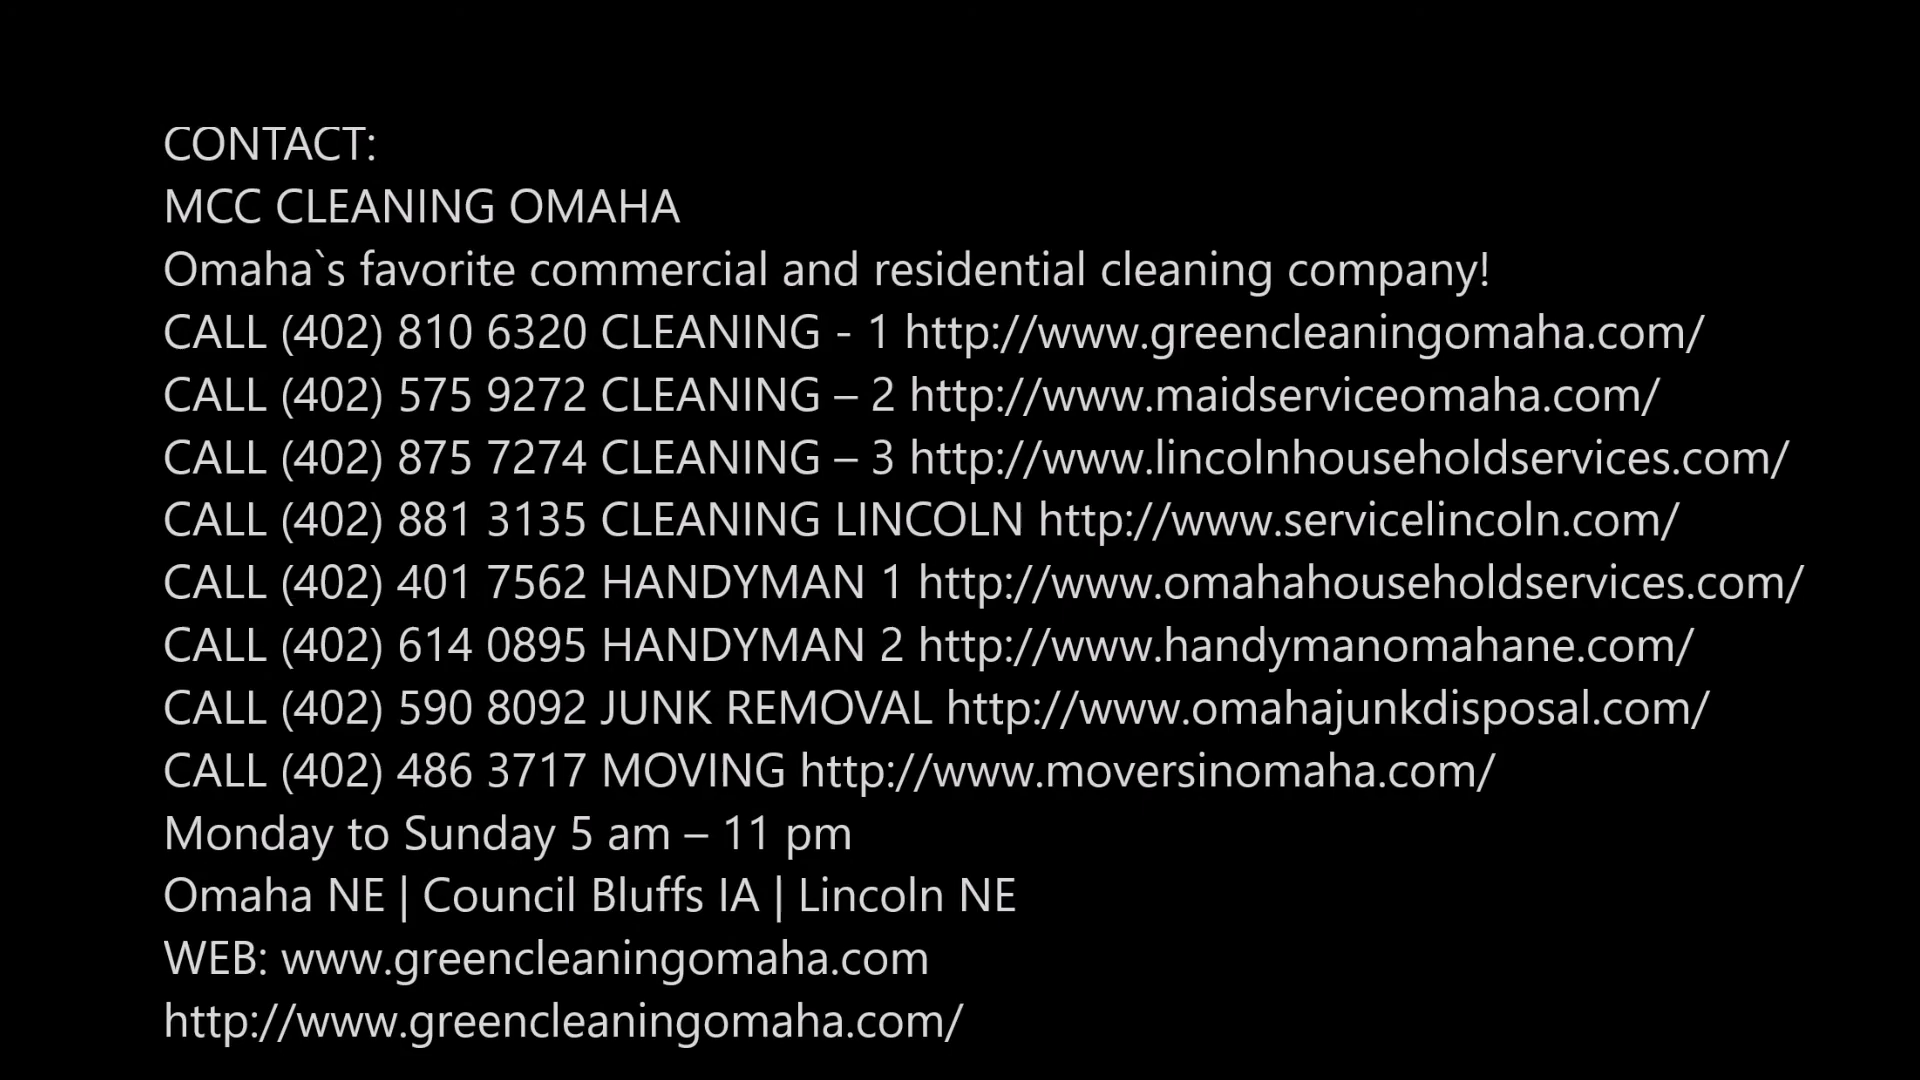 CONTACT:
MCC CLEANING OMAHA
Omaha`s favorite commercial and residential cleaning company!
CALL (402) 810 6320 CLEANING - 1 http://www.greencleaningomaha.com/
CALL (402) 575 9272 CLEANING – 2 http://www.maidserviceomaha.com/
CALL (402) 875 7274 CLEANING – 3 http://www.lincolnhouseholdservices.com/
CALL (402) 881 3135 CLEANING LINCOLN http://www.servicelincoln.com/
CALL (402) 401 7562 HANDYMAN 1 http://www.omahahouseholdservices.com/
CALL (402) 614 0895 HANDYMAN 2 http://www.handymanomahane.com/
CALL (402) 590 8092 JUNK REMOVAL http://www.omahajunkdisposal.com/
CALL (402) 486 3717 MOVING http://www.moversinomaha.com/
Monday to Sunday 5 am – 11 pm
Omaha NE | Council Bluffs IA | Lincoln NE
WEB: www.greencleaningomaha.com
http://www.greencleaningomaha.com/